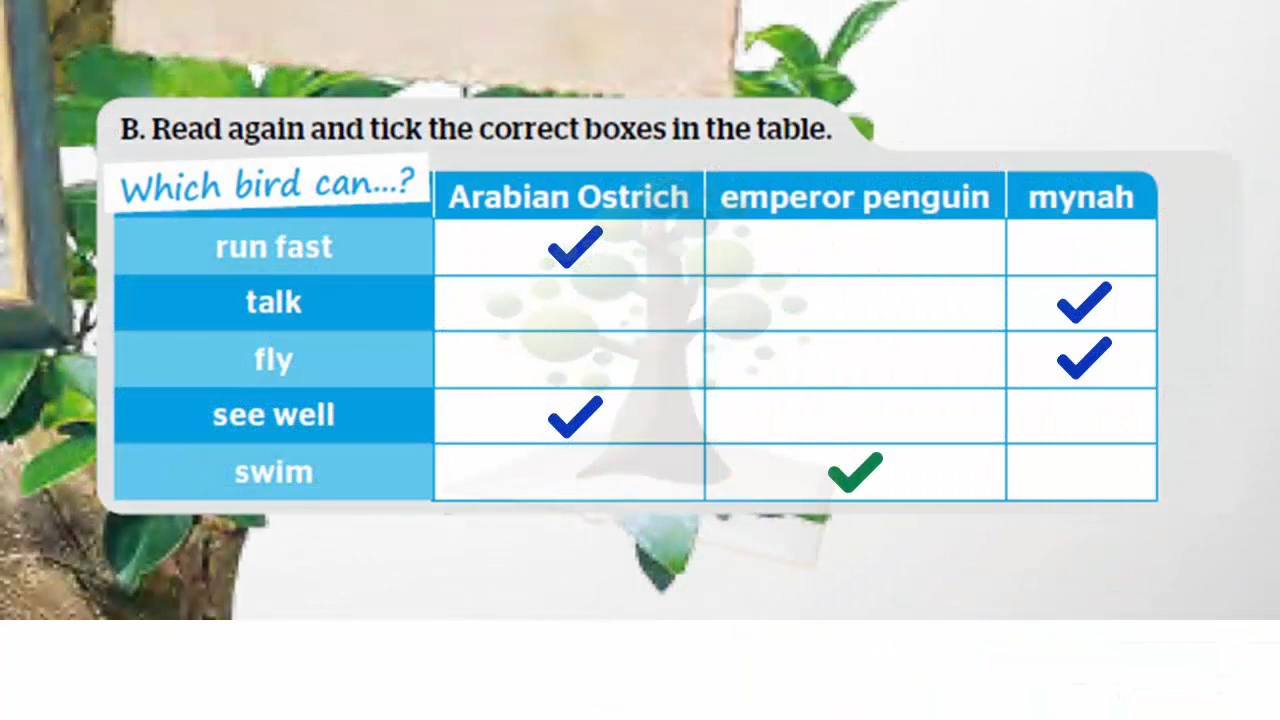 B. Read again and tick the correct boxes in the table.
Which bird can...? Arabian Ostrich emperor penguin mynah
run fast
talk
fly
see well
swim